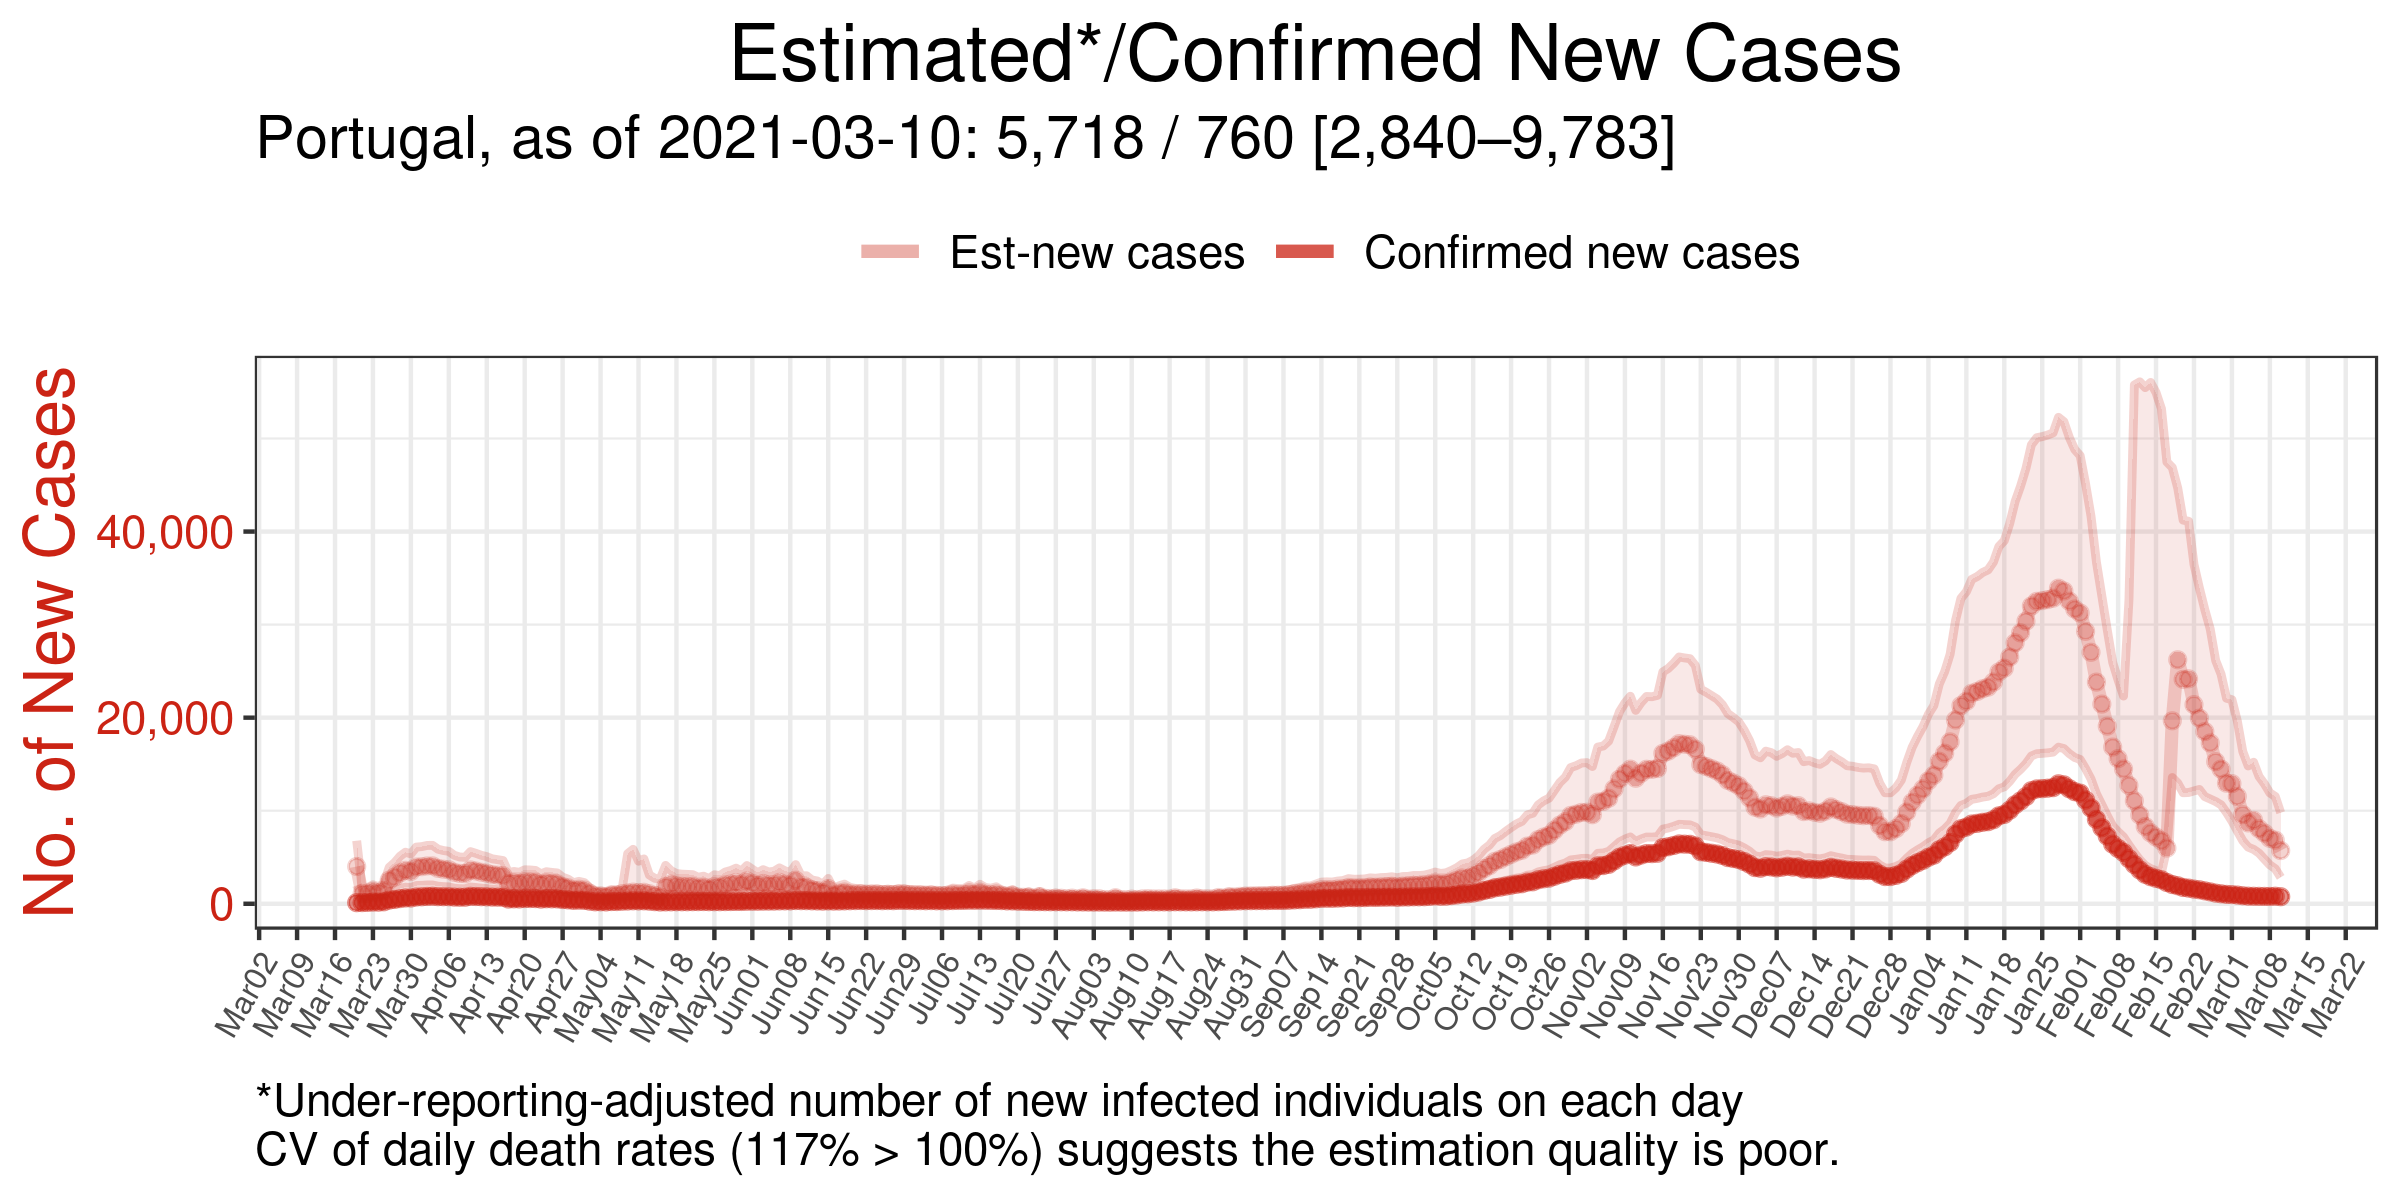 Estimated*/Confirmed New Cases
Portugal, as of 2021-03-10: 5,718 / 760 [2,840–9,783]
Est-new cases
Confirmed new cases
No. of New Cases
40,000
20,000
0
Mar02
Mar09
Mar16
Mar23
Mar30
Apr06
Apr13
Apr20
Apr27
May04
May11
May18
May25
Jun01
Jun08
Jun15
Jun22
Jun29
Jul06
Jul13
Jul20
Jul27
Aug03
Aug10
Aug17
Aug24
Aug31
Sep07
Sep14
Sep21
Sep28
Oct05
Oct12
Oct19
Oct26
Nov02
Nov09
Nov16
Nov23
Nov30
Dec07
Dec14
Dec21
Dec28
Jan04
Jan11
Jan18
Jan25
Feb01
Feb08
Feb15
Feb22
Mar01
Mar08
Mar15
Mar22
*Under-reporting-adjusted number of new infected individuals on each day
CV of daily death rates (117% > 100%) suggests the estimation quality is poor.